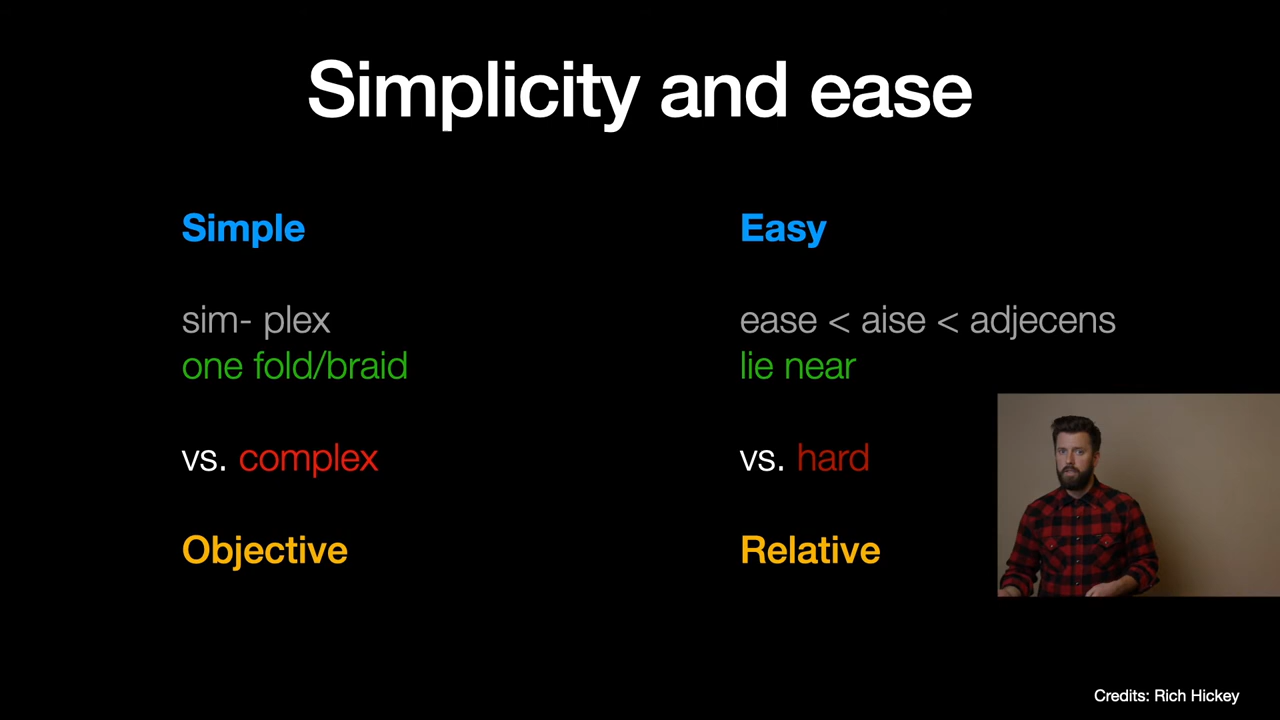 Simplicity and ease
Simple
sim- plex
one fold/braid
vs. complex
Objective
Easy
ease < aise < adjecens
lie near
vs. hard
Relative
Credits: Rich Hickey